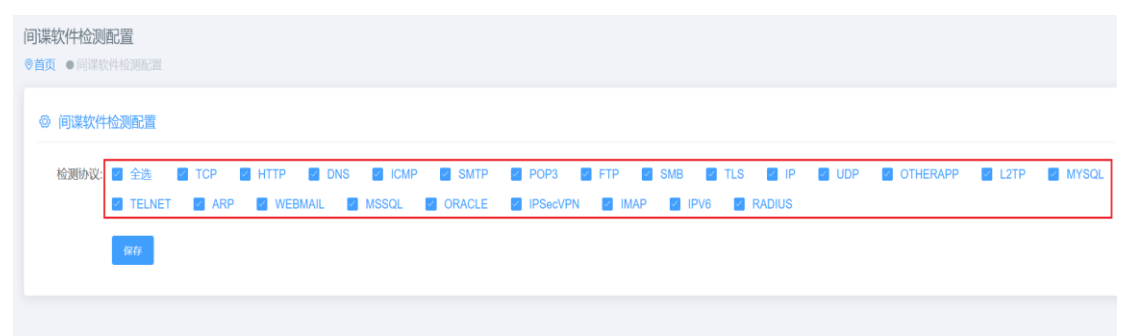 间谍软件检测配置
首页 间谍软件检测配置
间谍软件检测配置
检测协议: 全选 TCP HTTP DNS ICMP SMTP POP3 FTP SMB TLS IP UDP OTHERAPP L2TP MYSQL
TELNET ARP WEBMAIL MSSQL ORACLE IPSecVPN IMAP IPV6 RADIUS
保存